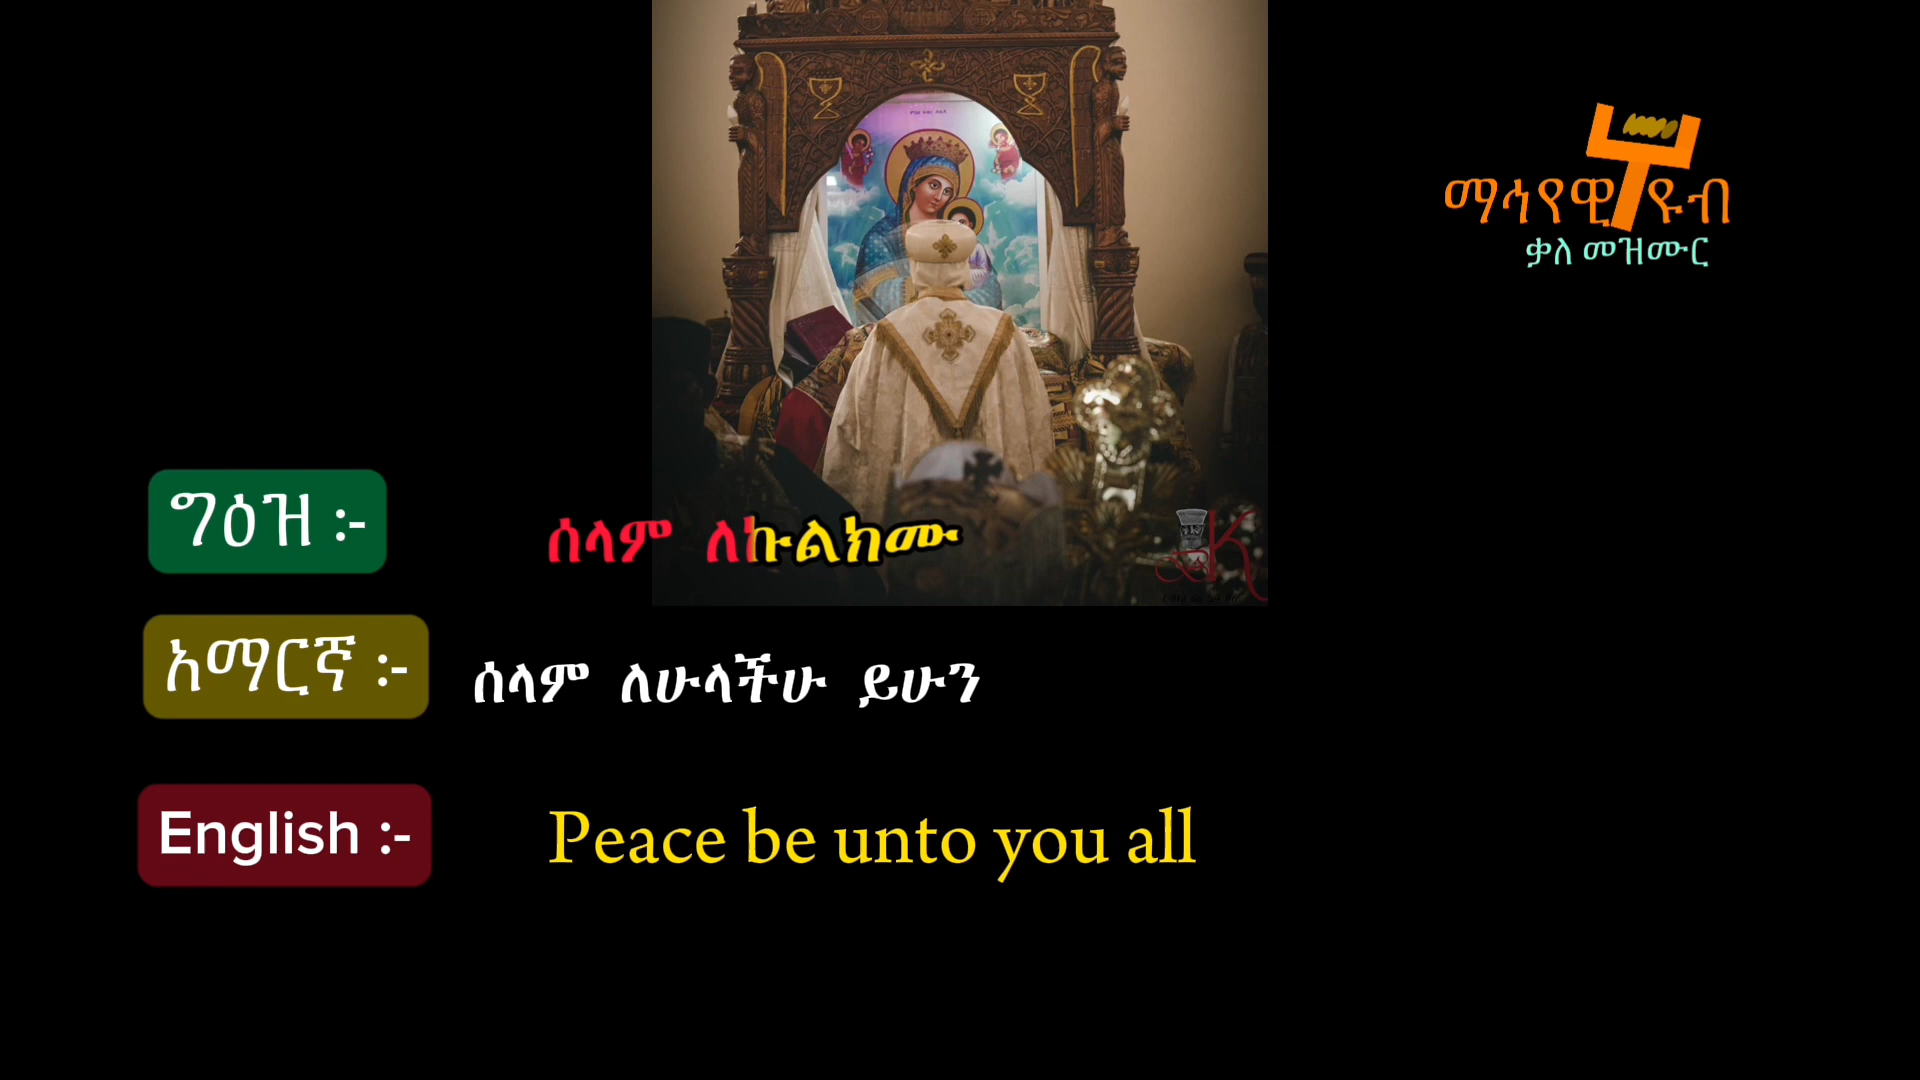 ማኅየዊ ዩብ
ቃለ መዝሙር
ግዕዝ :-
ሰላም ለኩልክሙ
አማርኛ :-
ሰላም ለሁላችሁ ይሁን
English :-
Peace be unto you all